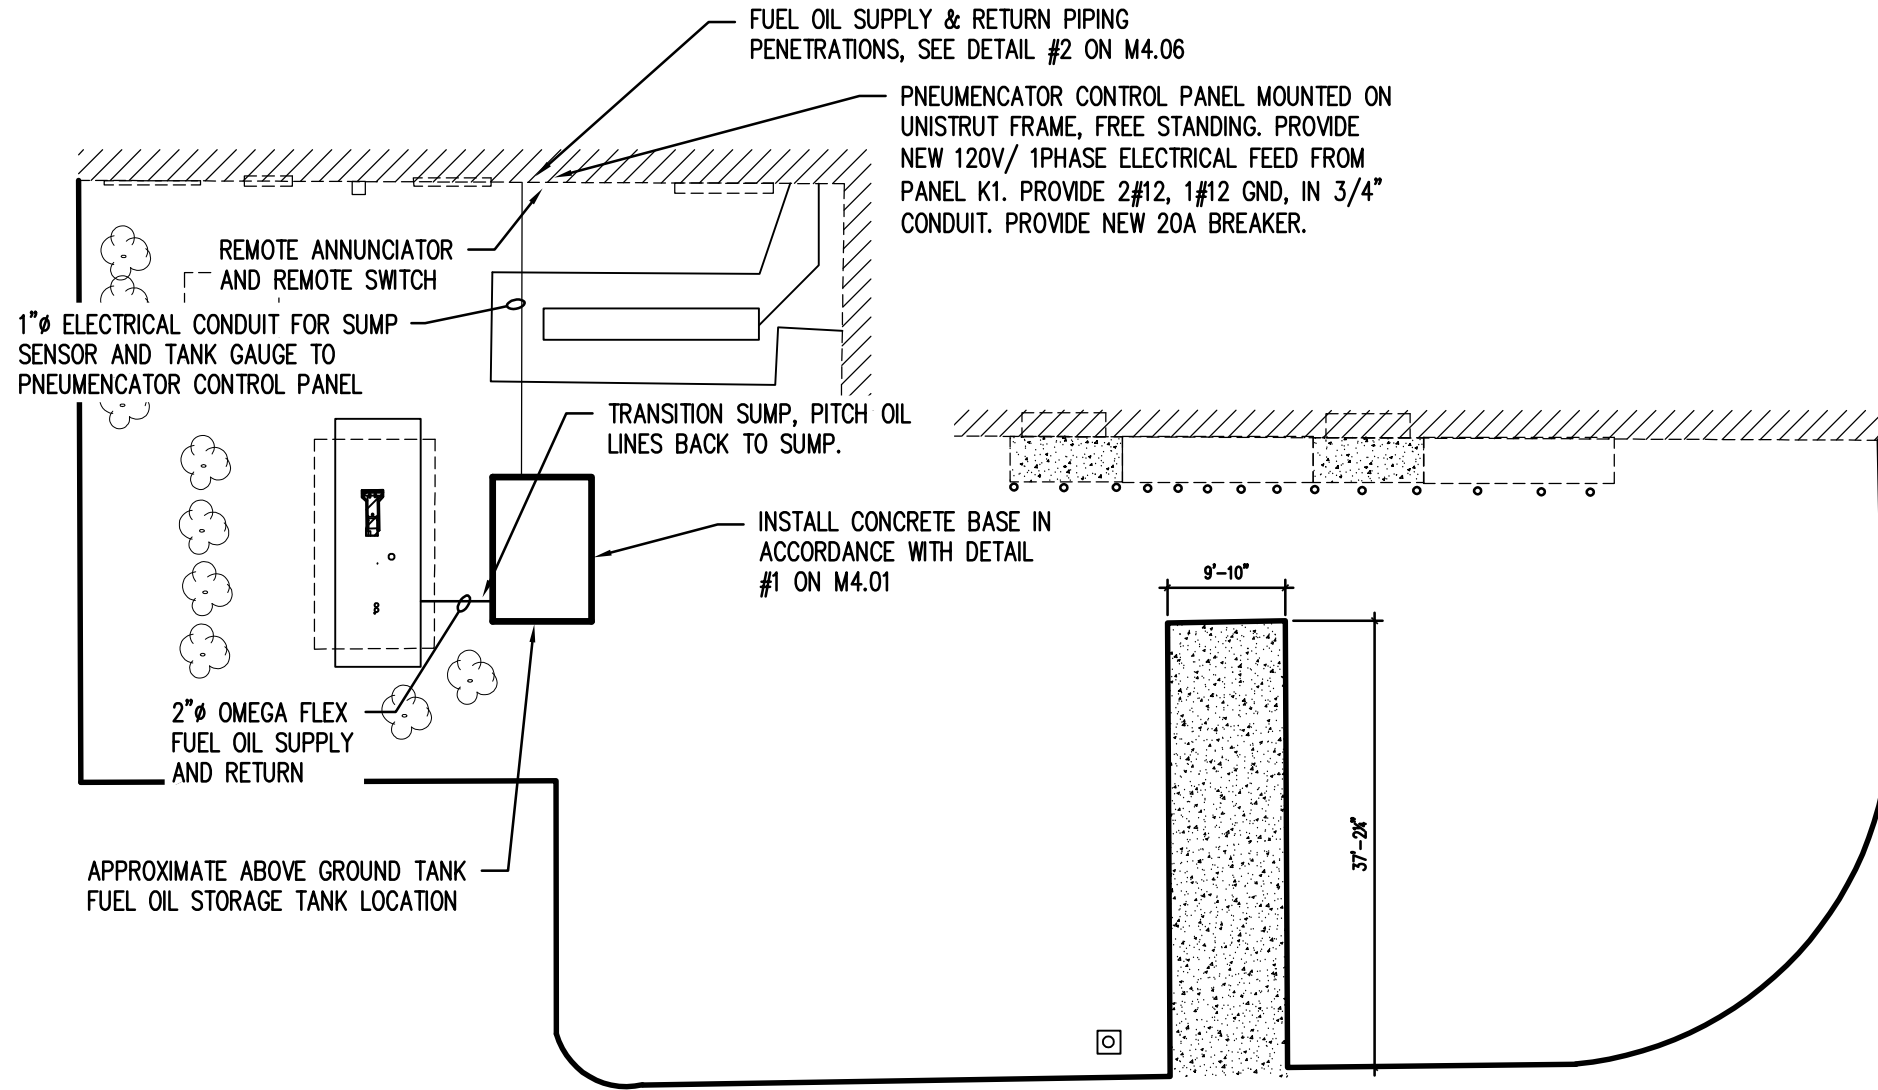 FUEL OIL SUPPLY & RETURN PIPING
PENETRATIONS, SEE DETAIL #2 ON M4.06
PNEUMENCATOR CONTROL PANEL MOUNTED ON
UNISTRUT FRAME, FREE STANDING. PROVIDE
NEW 120V/ 1PHASE ELECTRICAL FEED FROM
PANEL K1. PROVIDE 2#12, 1#12 GND, IN 3/4"
CONDUIT. PROVIDE NEW 20A BREAKER.
REMOTE ANNUNCIATOR
AND REMOTE SWITCH
1"ø ELECTRICAL CONDUIT FOR SUMP
SENSOR AND TANK GAUGE TO
PNEUMENCATOR CONTROL PANEL
TRANSITION SUMP, PITCH OIL
LINES BACK TO SUMP.
INSTALL CONCRETE BASE IN
ACCORDANCE WITH DETAIL
#1 ON M4.01
9'-10"
2"ø OMEGA FLEX
FUEL OIL SUPPLY
AND RETURN
APPROXIMATE ABOVE GROUND TANK
FUEL OIL STORAGE TANK LOCATION